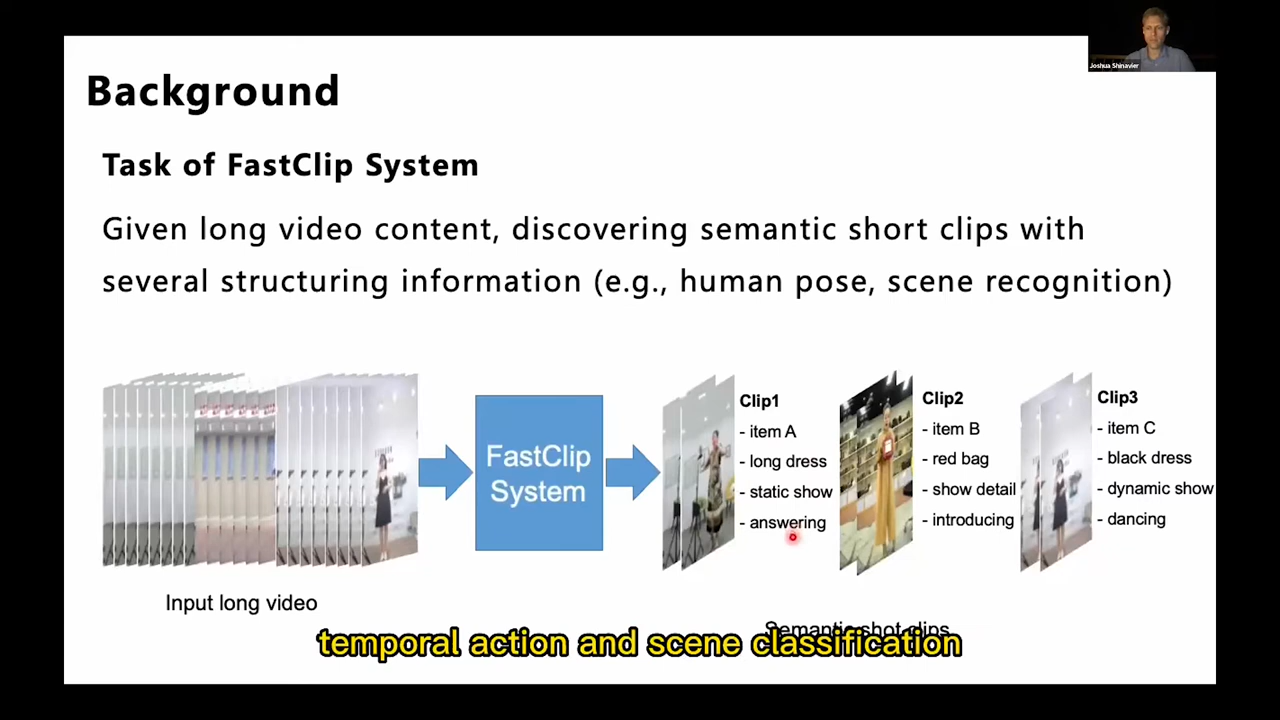 Joshua Shinavier
Background
Task of FastClip System
Given long video content, discovering semantic short clips with
several structuring information (e.g., human pose, scene recognition)
FastClip
System
Clip1
- item A
- long dress
- static show
- answering
Clip2
- item B
- red bag
- show detail
- introducing
Clip3
- item C
- black dress
- dynamic show
- dancing
Input long video
Semantic shot clips
temporal action and scene classification